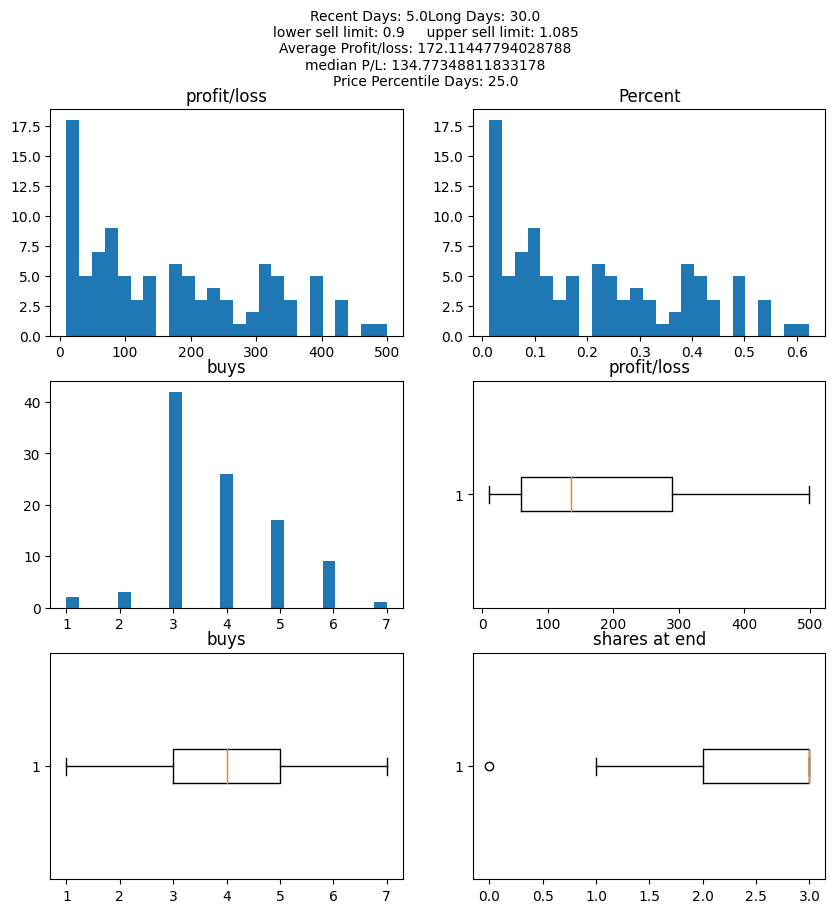 Recent Days: 5.0Long Days: 30.0
lower sell limit: 0.9     upper sell limit: 1.085
Average Profit/loss: 172.11447794028788
median P/L: 134.77348811833178
Price Percentile Days: 25.0
profit/loss
17.5
15.0
12.5
10.0
7.5
5.0
2.5
0.0
0 100 200 300 400 500
Percent
17.5
15.0
12.5
10.0
7.5
5.0
2.5
0.0
0.0 0.1 0.2 0.3 0.4 0.5 0.6
buys
40
30
20
10
0
1 2 3 4 5 6 7
profit/loss
1
0 100 200 300 400 500
buys
1
1 2 3 4 5 6 7
shares at end
1
0.0 0.5 1.0 1.5 2.0 2.5 3.0